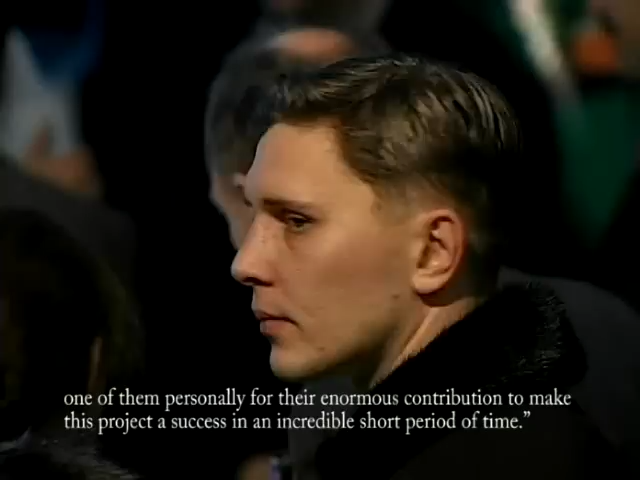 one of them personally for their enormous contribution to make
this project a success in an incredible short period of time.”